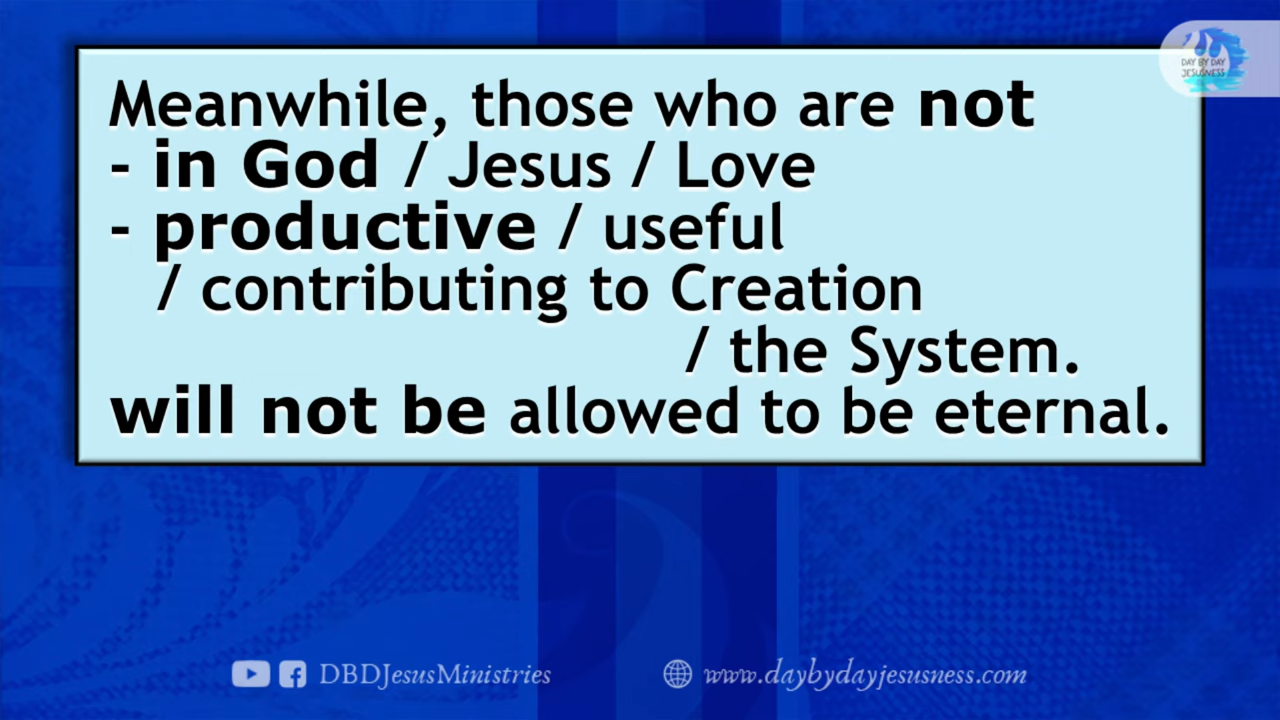 Meanwhile, those who are not
- in God / Jesus / Love
- productive / useful
/ contributing to Creation
/ the System.
will not be allowed to be eternal.
DAY BY DAY
JESUSNESS
DBDJesusMinistries
www.daybydayjesusness.com